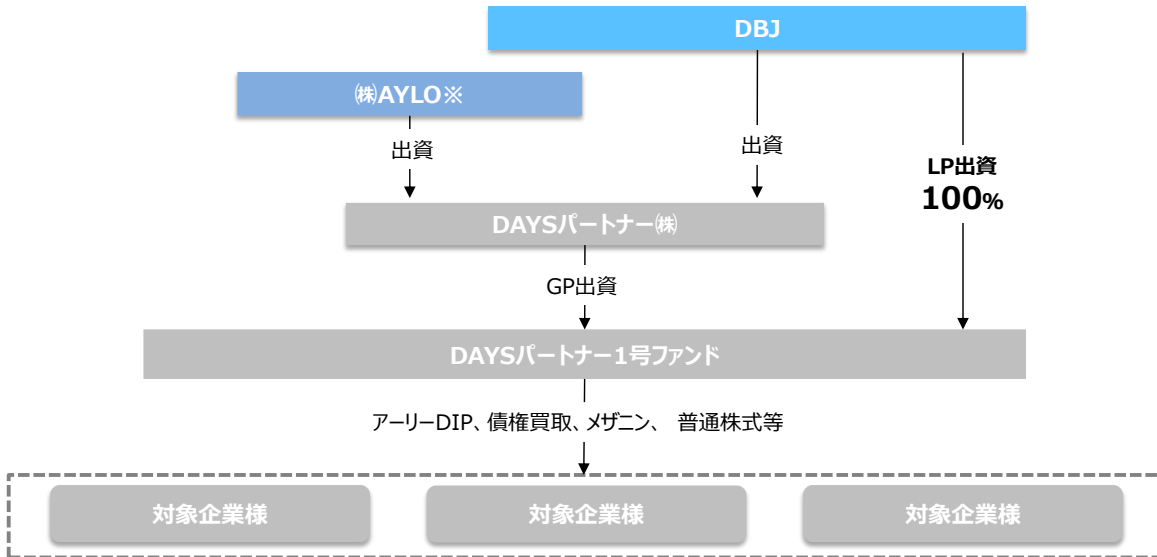 DBJ
㈱AYLO※
出資
出資
LP出資
100%
DAYSパートナー㈱
GP出資
DAYSパートナー1号ファンド
アーリーDIP、債権買取、メザニン、 普通株式等
対象企業様
対象企業様
対象企業様